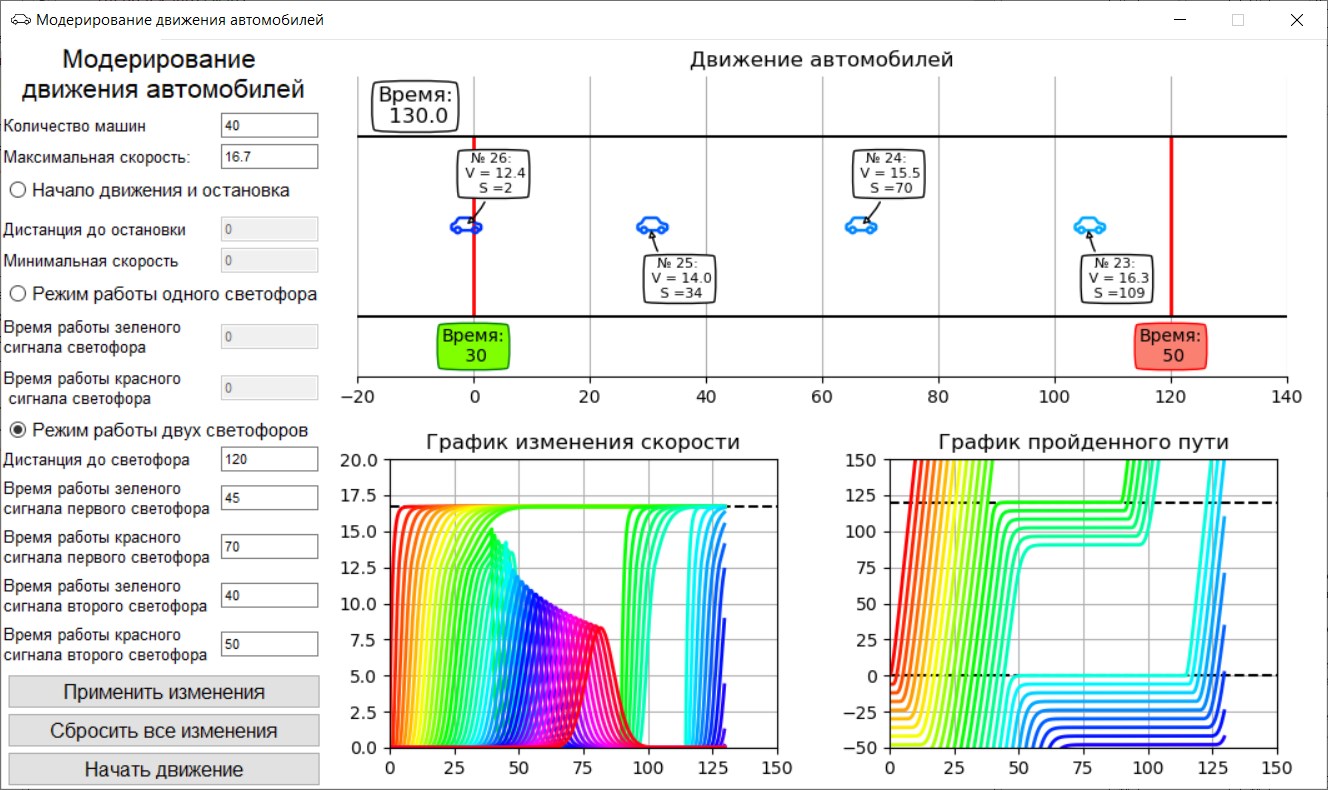 Модерирование движения автомобилей
Модерирование
движения автомобилей
Количество машин
40
Максимальная скорость:
16.7
Начало движения и остановка
Дистанция до остановки
0
Минимальная скорость
0
Режим работы одного светофора
Время работы зеленого
сигнала светофора
0
Время работы красного
сигнала светофора
0
Режим работы двух светофоров
Дистанция до светофора
120
Время работы зеленого
сигнала первого светофора
45
Время работы красного
сигнала первого светофора
70
Время работы зеленого
сигнала второго светофора
40
Время работы красного
сигнала второго светофора
50
Применить изменения
Сбросить все изменения
Начать движение
Движение автомобилей
Время:
130.0
№ 26:
V = 12.4
S =2
№ 24:
V = 15.5
S =70
№ 25:
V = 14.0
S =34
№ 23:
V = 16.3
S =109
Время:
30
Время:
50
−20 0 20 40 60 80 100 120 140
График изменения скорости
20.0
17.5
15.0
12.5
10.0
7.5
5.0
2.5
0.0
0 25 50 75 100 125 150
График пройденного пути
150
125
100
75
50
25
0
−25
−50
0 25 50 75 100 125 150